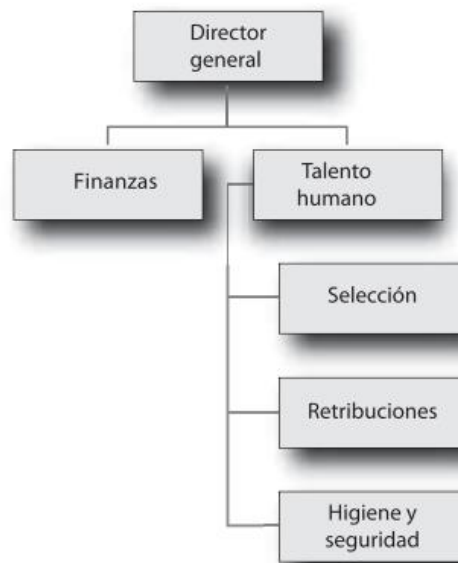 Director
general
Finanzas
Talento
humano
Selección
Retribuciones
Higiene y
seguridad